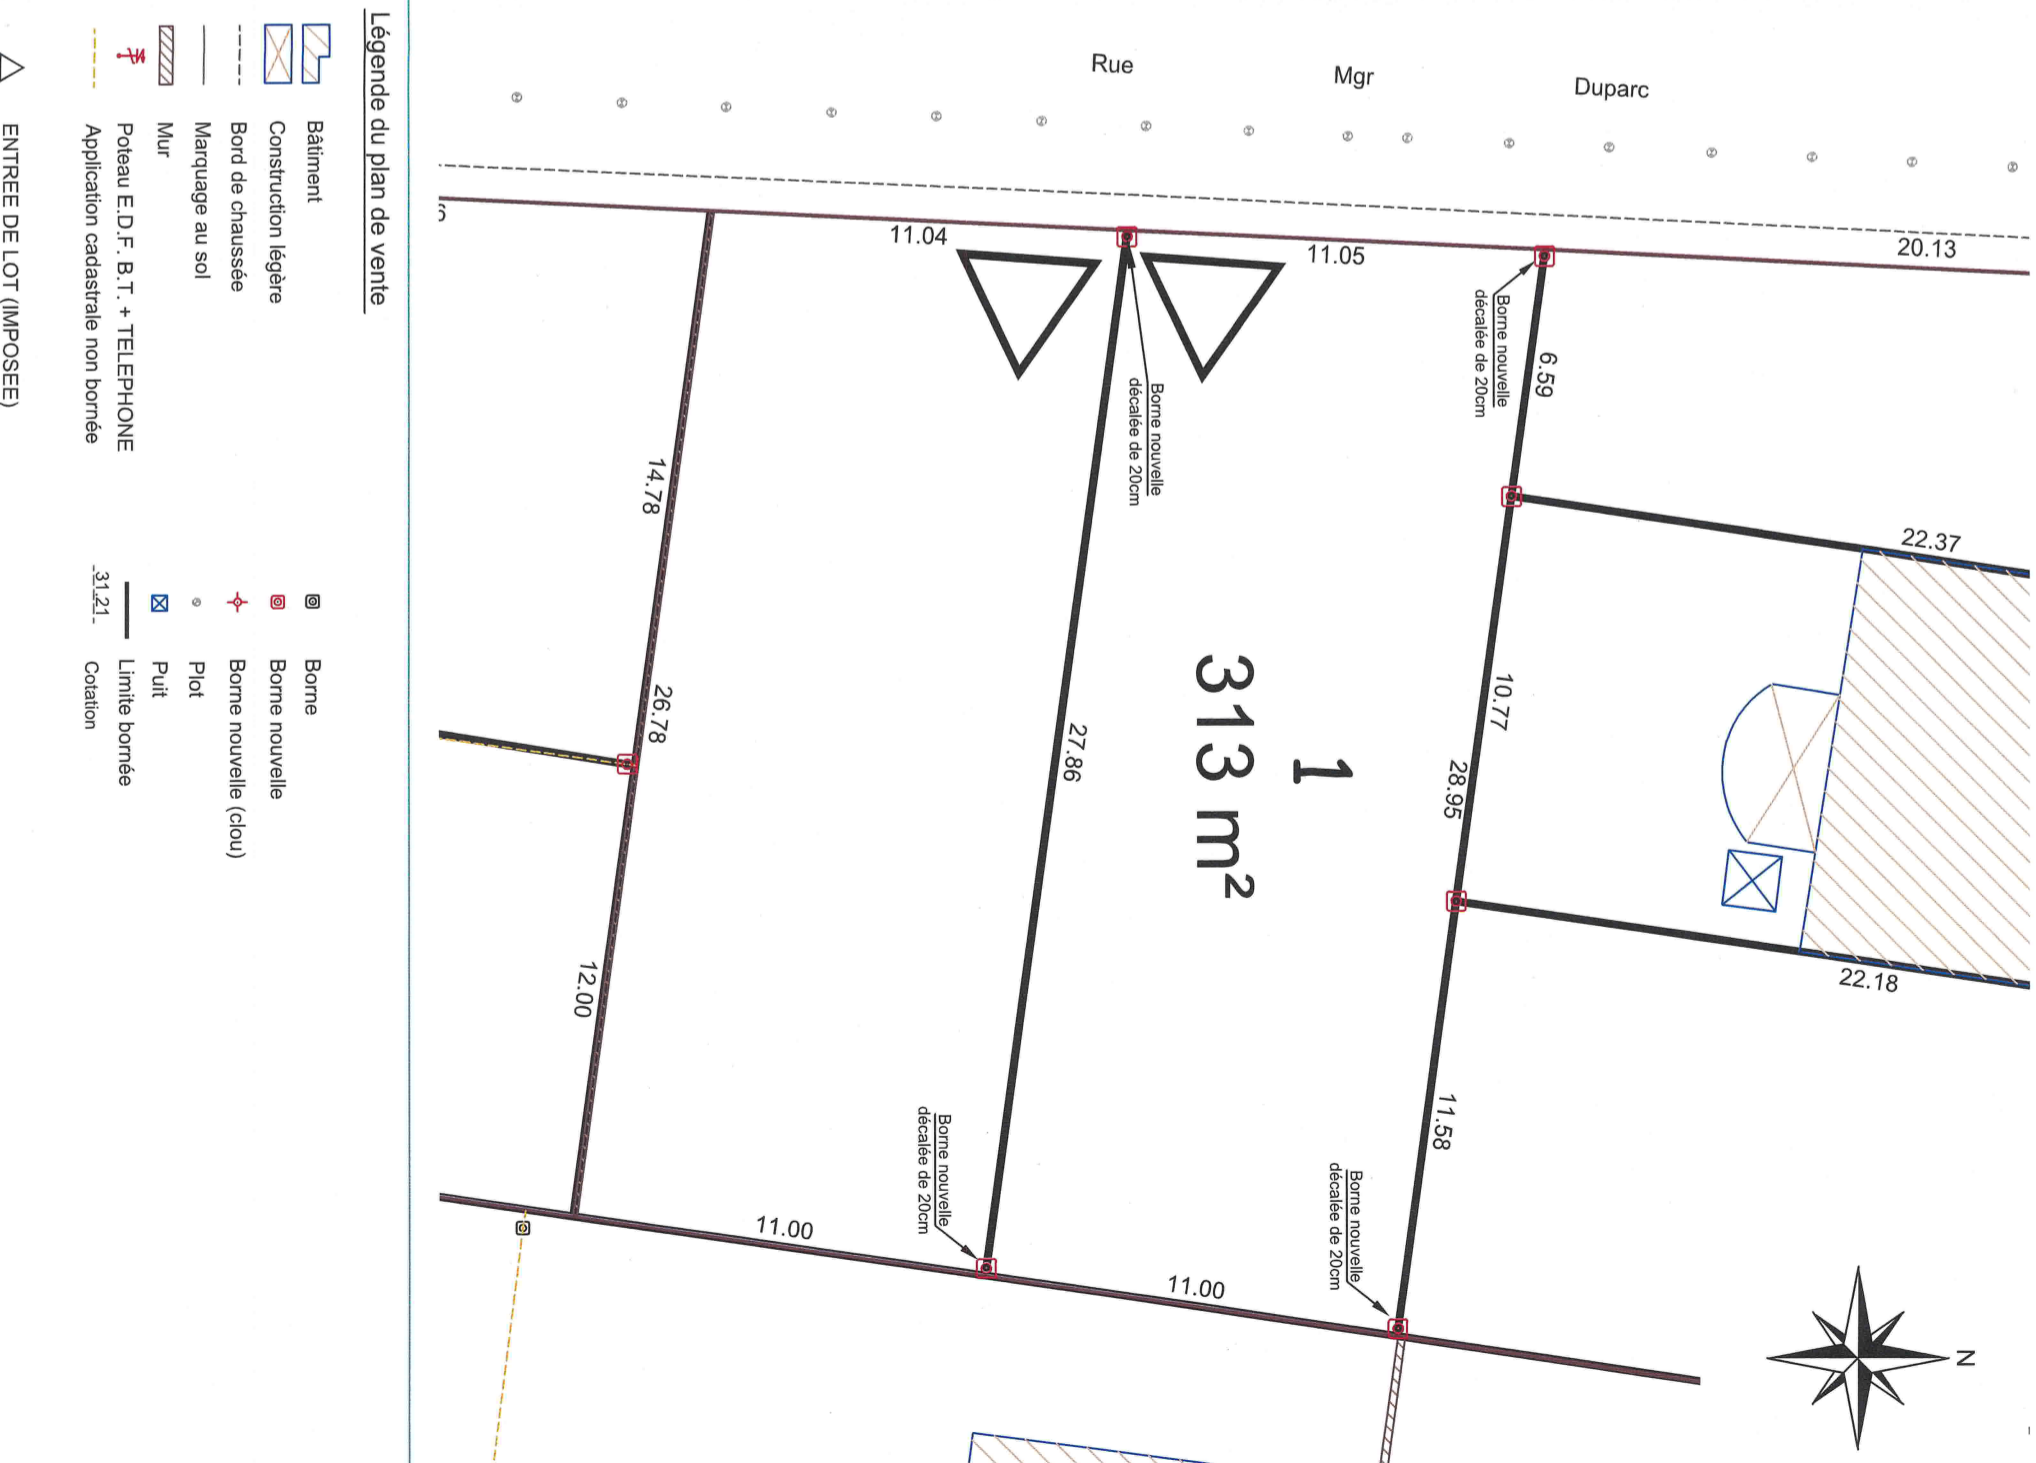 Légende du plan de vente
Bâtiment
Construction légère
Bord de chaussée
Marquage au sol
Mur
Poteau E.D.F. B.T. + TELEPHONE
Application cadastrale non bornée
ENTREE DE LOT (IMPOSEE)
Borne
Borne nouvelle
Borne nouvelle (clou)
Plot
Puit
Limite bornée
31.21
Cotation
Rue Mgr Duparc
11.04
11.05
20.13
Borne nouvelle
décalée de 20cm
Borne nouvelle
décalée de 20cm
6.59
22.37
14.78
26.78
27.86
1
313 m²
10.77
28.95
22.18
12.00
11.58
Borne nouvelle
décalée de 20cm
Borne nouvelle
décalée de 20cm
11.00
11.00
N